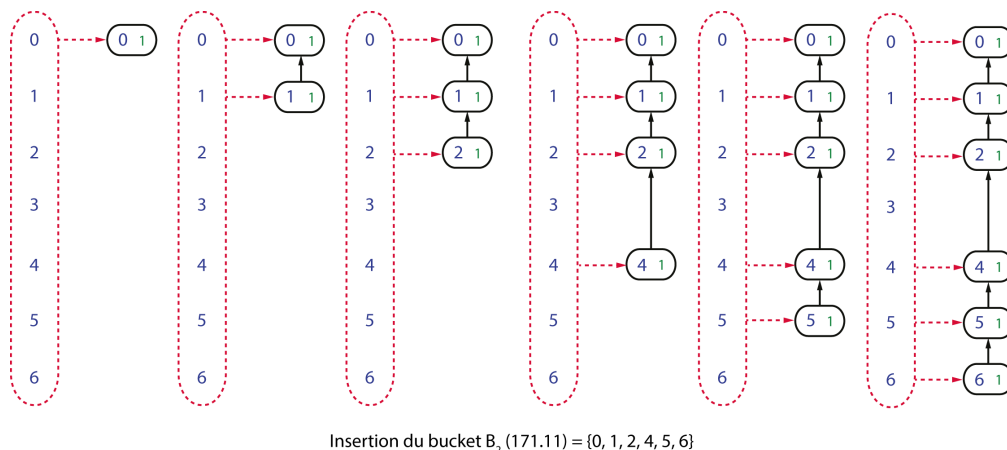 0 0 1 0 0 1 0 0 1 0 0 1 0 0 1 0 0 1
1 1 1 1 1 1 1 1 1 1 1 1 1 1 1 1
2 2 2 2 1 2 2 1 2 2 1 2 2 1
3 3 3 3 3 3
4 4 4 4 4 1 4 4 1 4 4 1
5 5 5 5 5 5 1 5 5 1
6 6 6 6 6 6 6 1
Insertion du bucket B₂ (171.11) = {0, 1, 2, 4, 5, 6}